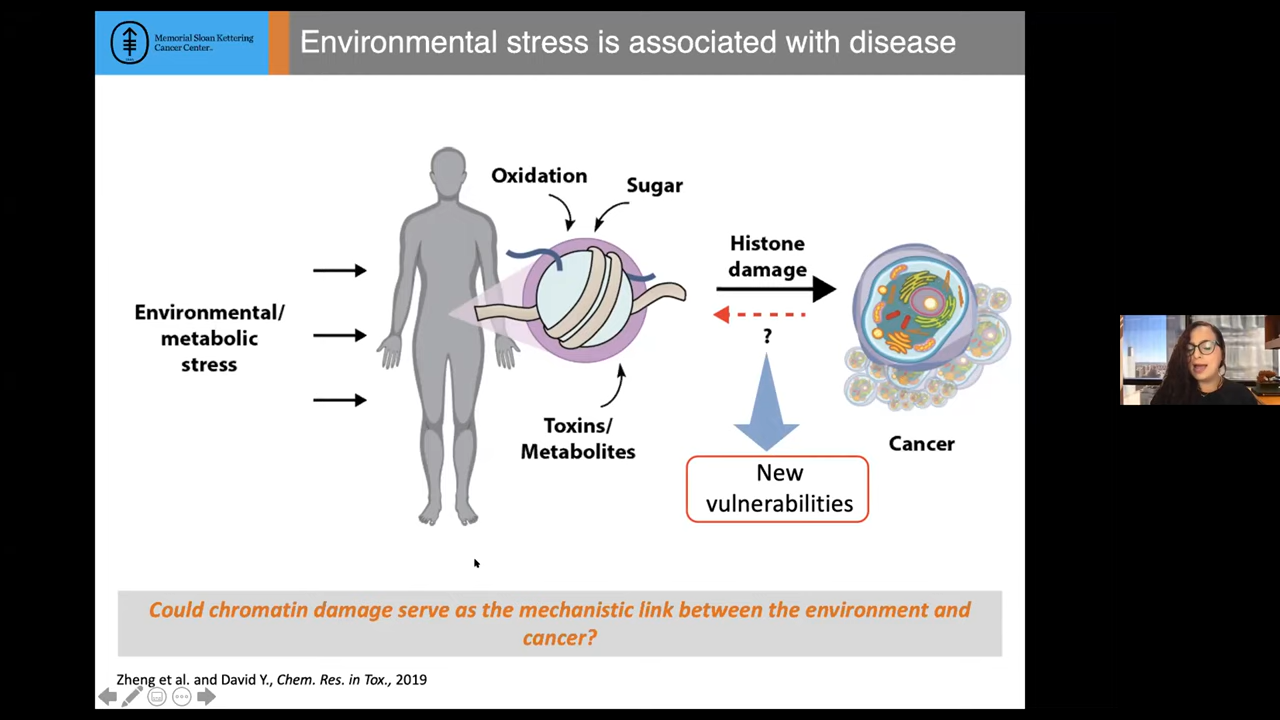 Memorial Sloan Kettering
Cancer Center
Environmental stress is associated with disease
Oxidation
Sugar
Histone
damage
Environmental/
metabolic
stress
?
Toxins/
Metabolites
Cancer
New
vulnerabilities
Could chromatin damage serve as the mechanistic link between the environment and
cancer?
Zheng et al. and David Y., Chem. Res. in Tox., 2019